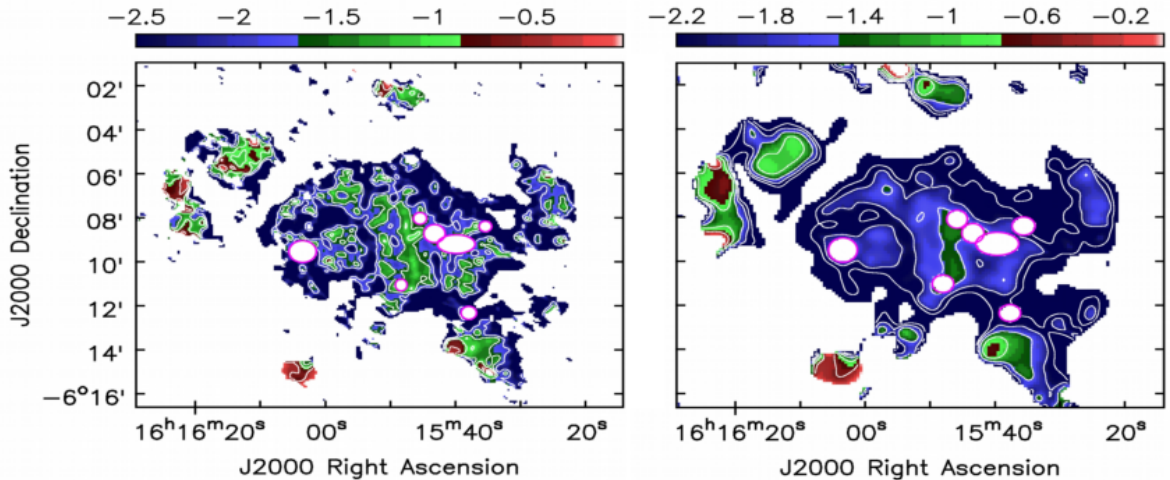 −2.5 −2 −1.5 −1 −0.5
−2.2 −1.8 −1.4 −1 −0.6 −0.2
J2000 Declination
02'
04'
06'
08'
10'
12'
14'
−6°16'
16ʰ16ᵐ20ˢ 00ˢ 15ᵐ40ˢ 20ˢ
16ʰ16ᵐ20ˢ 00ˢ 15ᵐ40ˢ 20ˢ
J2000 Right Ascension
J2000 Right Ascension